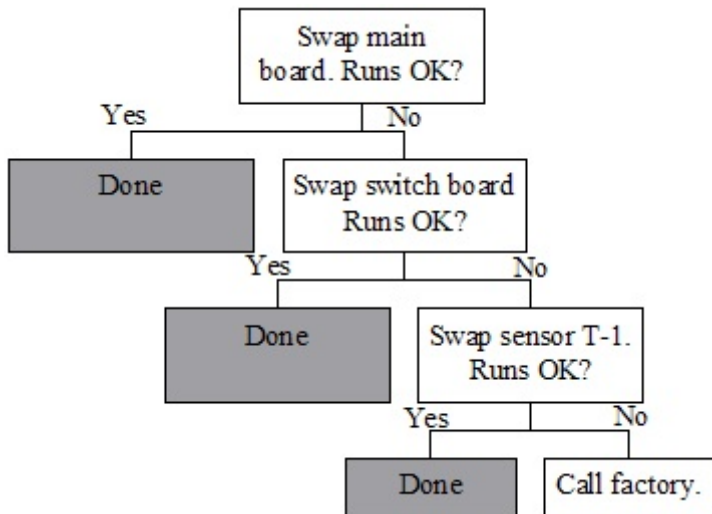 Swap main
board. Runs OK?
Yes
No
Done
Swap switch board
Runs OK?
Yes
No
Done
Swap sensor T-1.
Runs OK?
Yes
No
Done
Call factory.